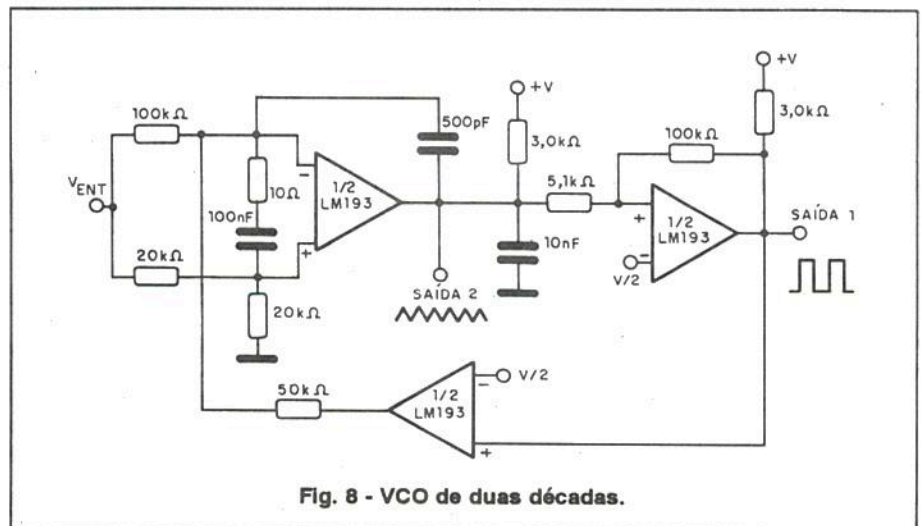 +V
+V
100kΩ
500pF
3,0kΩ
100kΩ
3,0kΩ
VENT
10Ω
-
1/2
LM193
5,1kΩ
+
1/2
LM193
SAÍDA 1
100nF
+
10nF
-
V/2
20kΩ
SAÍDA 2
20kΩ
50kΩ
1/2
LM193
-
V/2
+
Fig. 8 - VCO de duas décadas.